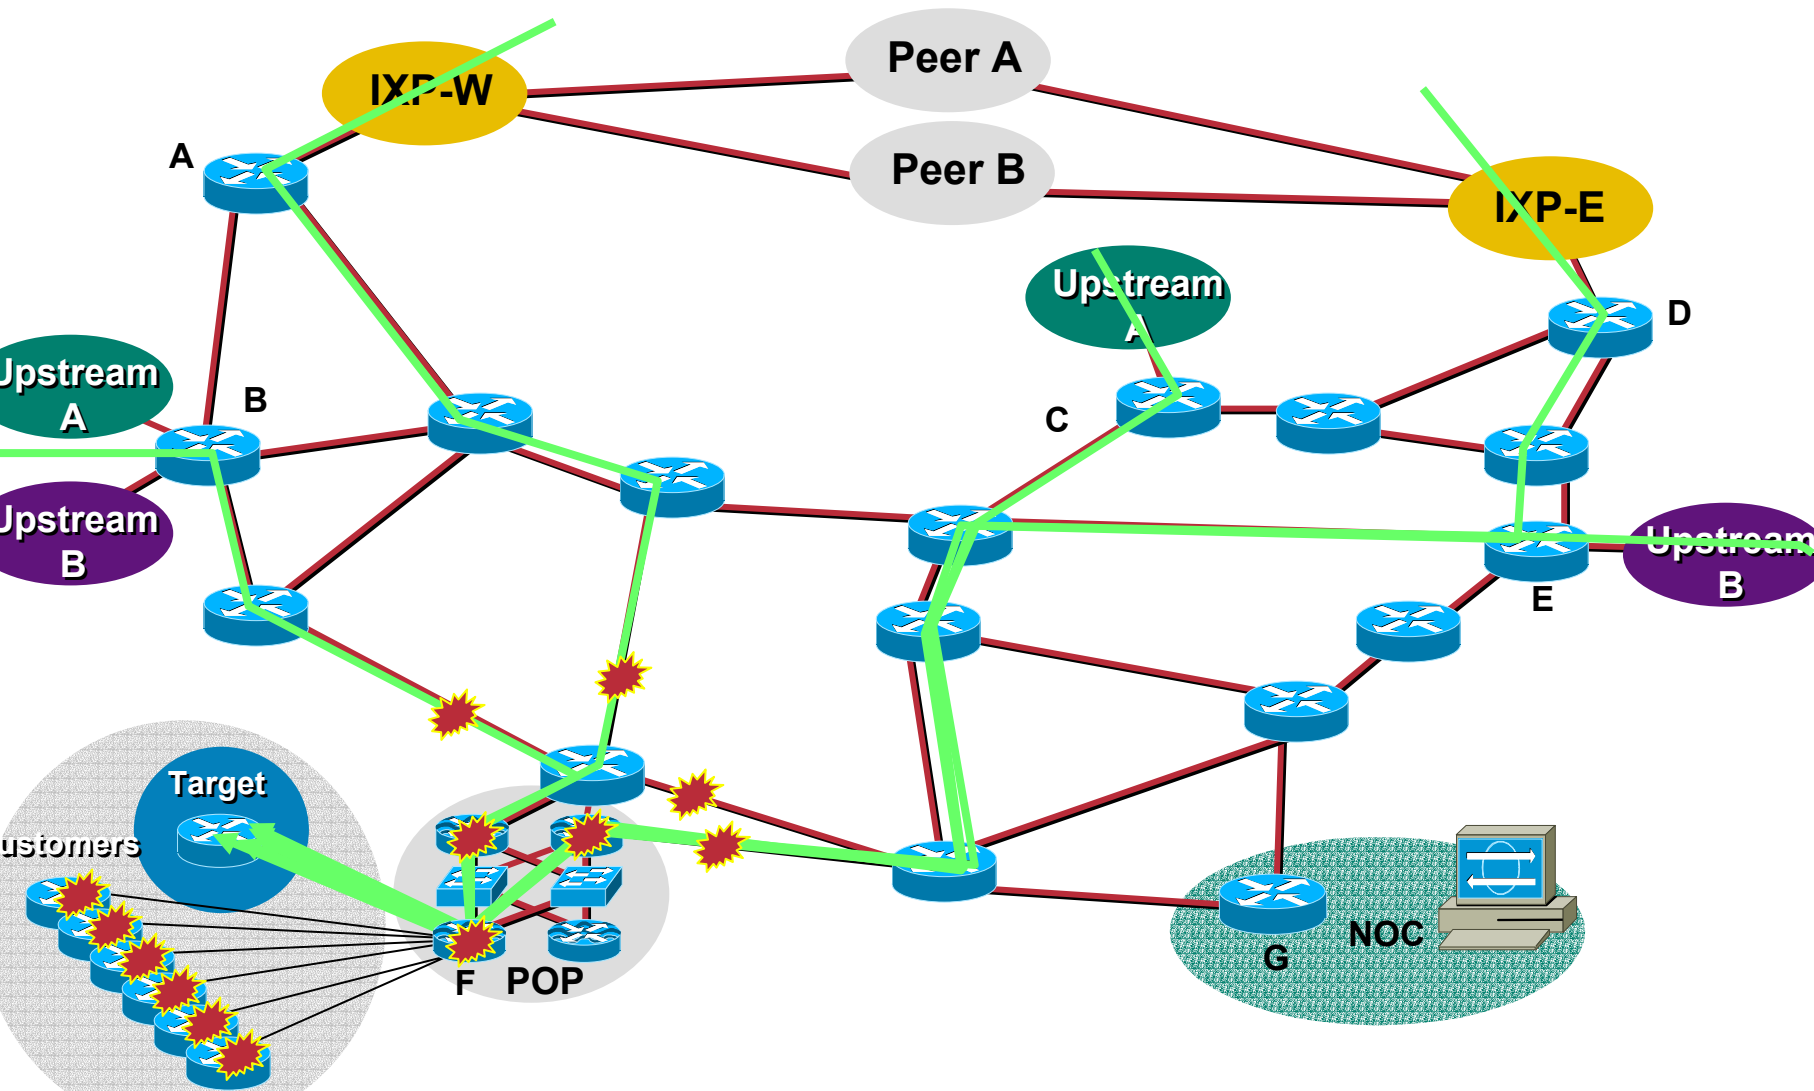 Peer A
IXP-W
A
Peer B
IXP-E
Upstream
A
D
Upstream
A
B
C
Upstream
B
Upstream
B
E
Target
ustomers
NOC
G
F
POP